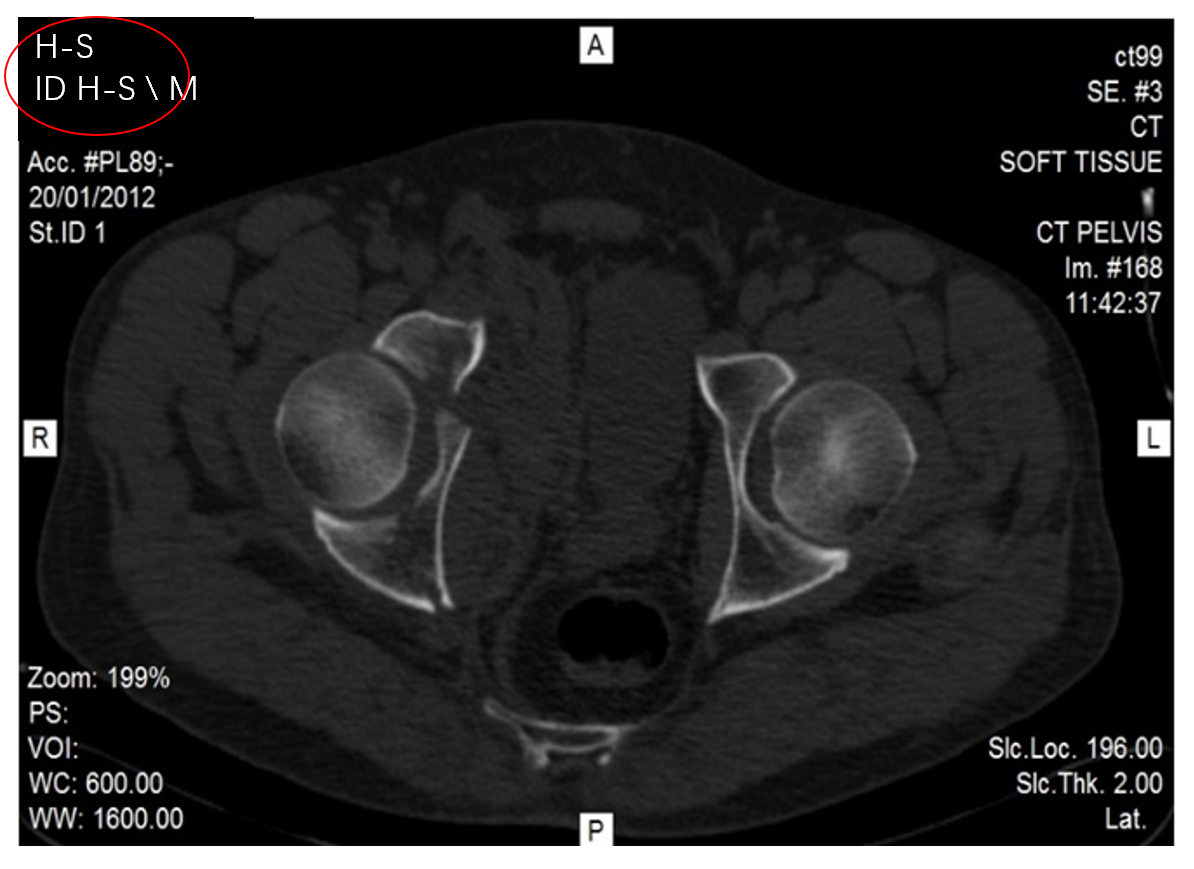 H-S
ID H-S \ M
Acc. #PL89;-
20/01/2012
St.ID 1
A
ct99
SE. #3
CT
SOFT TISSUE
CT PELVIS
Im. #168
11:42:37
R
L
Zoom: 199%
PS:
VOI:
WC: 600.00
WW: 1600.00
P
Slc.Loc. 196.00
Slc.Thk. 2.00
Lat.